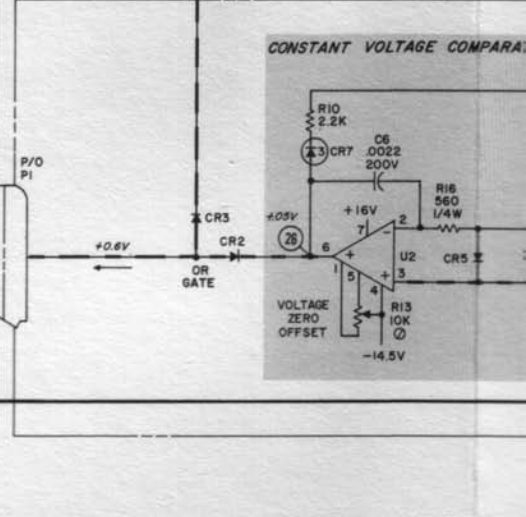 CONSTANT VOLTAGE
R10
2.2K
C6
.0022
200V
3
CR7
P/O
P1
R16
560
1/4W
CR3
+.05V
+16V
7
2
26
6
CR2
+0.6V
U2
CR5
OR
GATE
1
+
5
4
+
3
−
VOLTAGE
ZERO
OFFSET
R13
10K
−14.5V